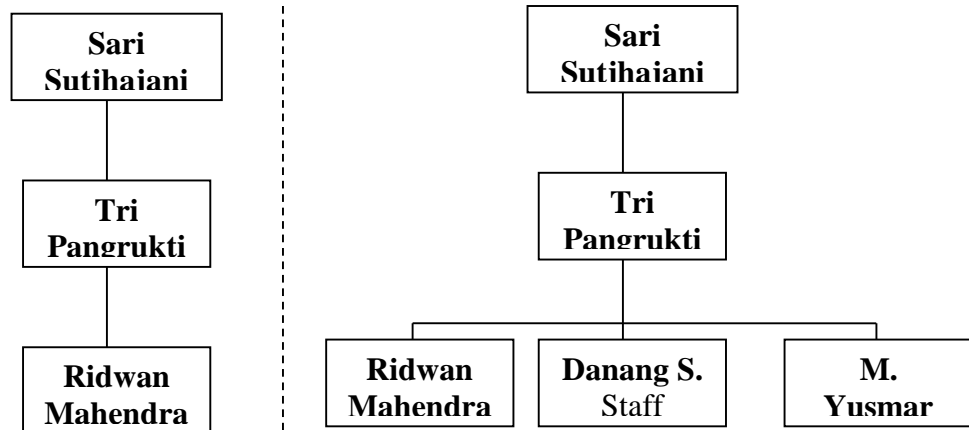 Sari
Sutihajani
Tri
Pangrukti
Ridwan
Mahendra
Sari
Sutihajani
Tri
Pangrukti
Ridwan
Mahendra
Danang S.
Staff
M.
Yusmar